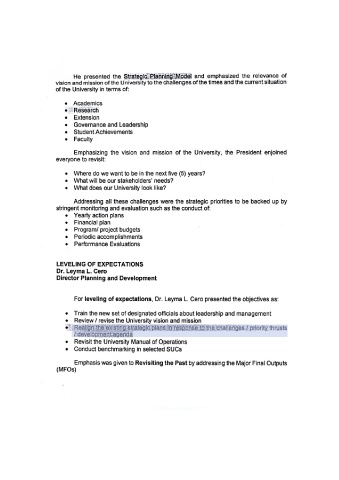 He presented the Strategic Planning Model and emphasized the relevance of
vision and mission of the University to the challenges of the times and the current situation
of the University in terms of:
• Academics
• Research
• Extension
• Governance and Leadership
• Student Achievements
• Faculty
Emphasizing the vision and mission of the University, the President enjoined
everyone to revisit:
• Where do we want to be in the next five (5) years?
• What will be our stakeholders' needs?
• What does our University look like?
Addressing all these challenges were the strategic priorities to be backed up by
stringent monitoring and evaluation such as the conduct of:
• Yearly action plans
• Financial plan
• Program/ project budgets
• Periodic accomplishments
• Performance Evaluations
LEVELING OF EXPECTATIONS
Dr. Leyma L. Cero
Director Planning and Development
For leveling of expectations, Dr. Leyma L. Cero presented the objectives as:
• Train the new set of designated officials about leadership and management
• Review / revise the University vision and mission
• Realign the existing strategic plans in response to the challenges / priority thrusts
/ development agenda
• Revisit the University Manual of Operations
• Conduct benchmarking in selected SUCs
Emphasis was given to Revisiting the Past by addressing the Major Final Outputs
(MFOs)